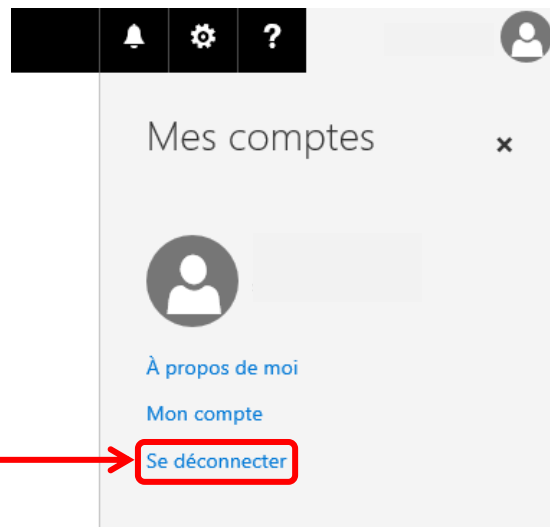 ?
Mes comptes
×
À propos de moi
Mon compte
Se déconnecter